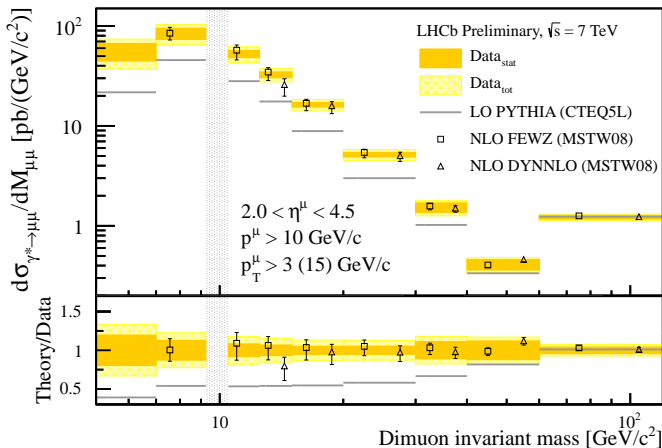 LHCb Preliminary, √s = 7 TeV
Data_stat
Data_tot
LO PYTHIA (CTEQ5L)
NLO FEWZ (MSTW08)
NLO DYNNLO (MSTW08)
dσ_γ*→μμ/dM_μμ [pb/(GeV/c²)]
10²
10
1
2.0 < η^μ < 4.5
p^μ > 10 GeV/c
p_T^μ > 3 (15) GeV/c
Theory/Data
1.5
1
0.5
10
10²
Dimuon invariant mass [GeV/c²]